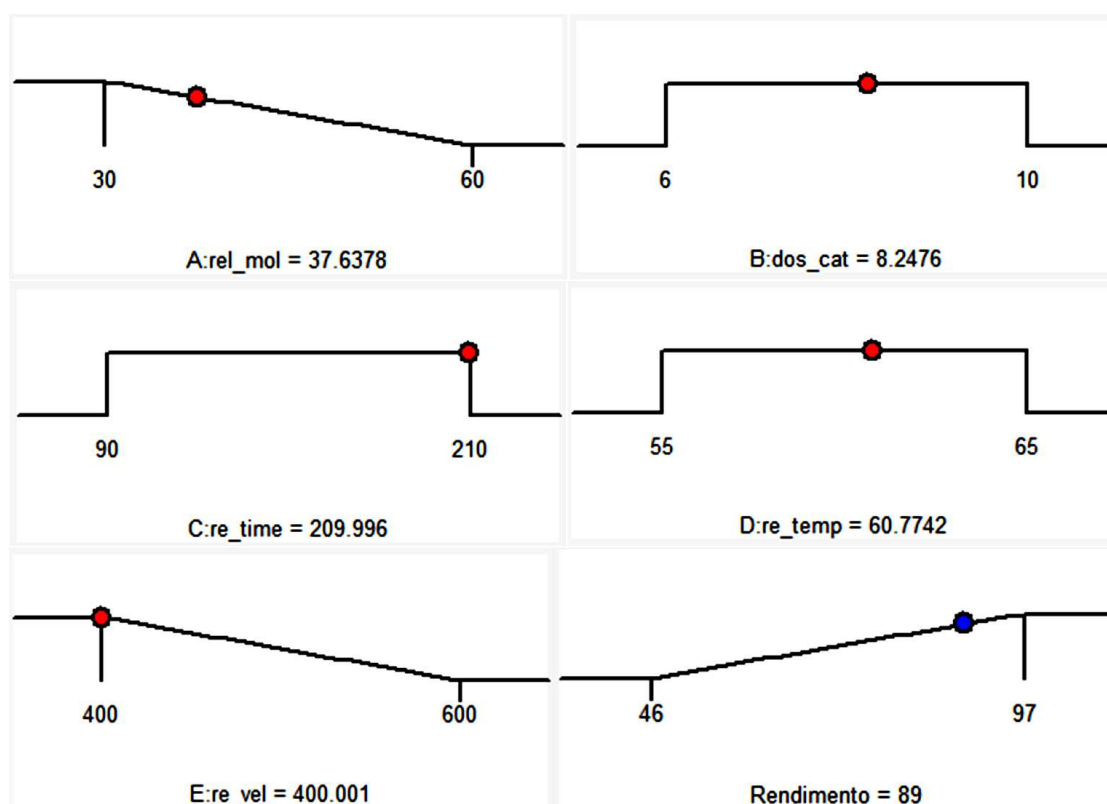 30 60
A:rel_mol = 37.6378
6 10
B:dos_cat = 8.2476
90 210
C:re_time = 209.996
55 65
D:re_temp = 60.7742
400 600
E:re_vel = 400.001
46 97
Rendimento = 89